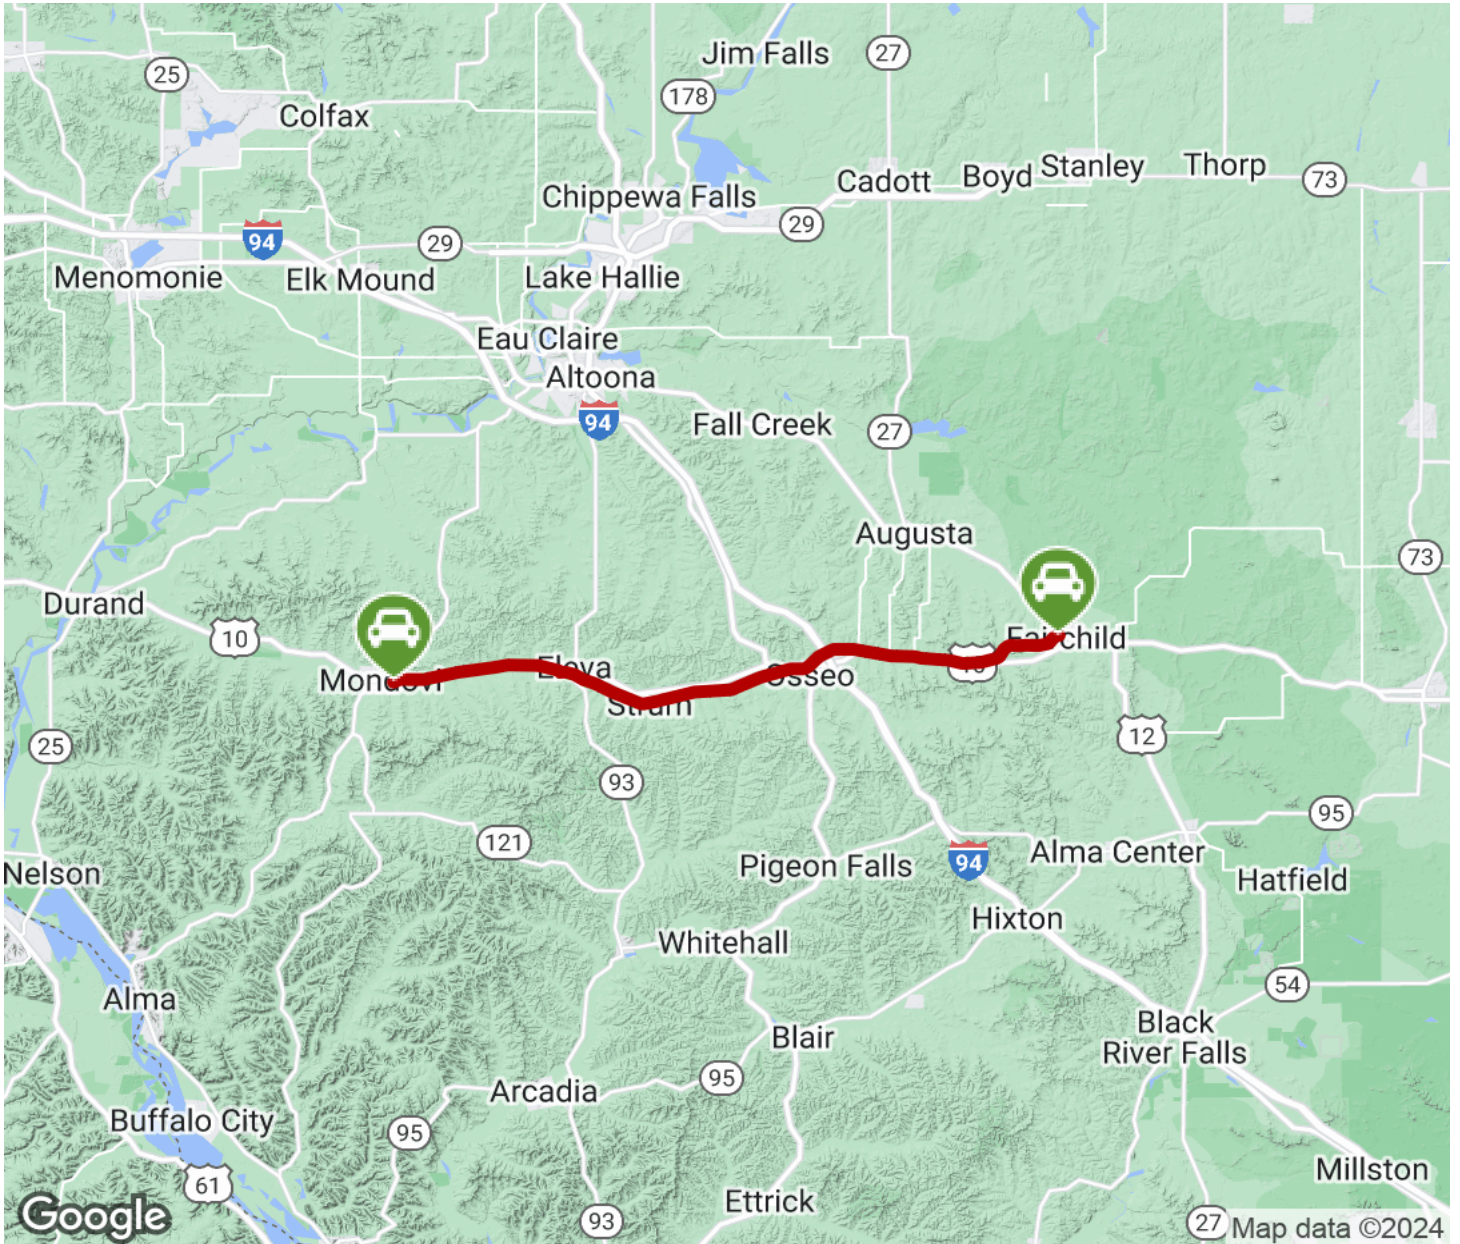 Jim Falls
27
25
178
Colfax
Cadott
Boyd
Stanley
Thorp
73
Chippewa Falls
29
94
29
Menomonie
Elk Mound
Lake Hallie
Eau Claire
Altoona
94
Fall Creek
27
Augusta
73
Durand
10
Fairchild
Mondovi
Eleva
Osseo
Strum
25
12
93
95
121
Alma Center
94
Pigeon Falls
Nelson
Hatfield
Hixton
Whitehall
54
Alma
Black
River Falls
Blair
95
Arcadia
Buffalo City
95
Millston
61
Ettrick
Google
93
27
Map data ©2024